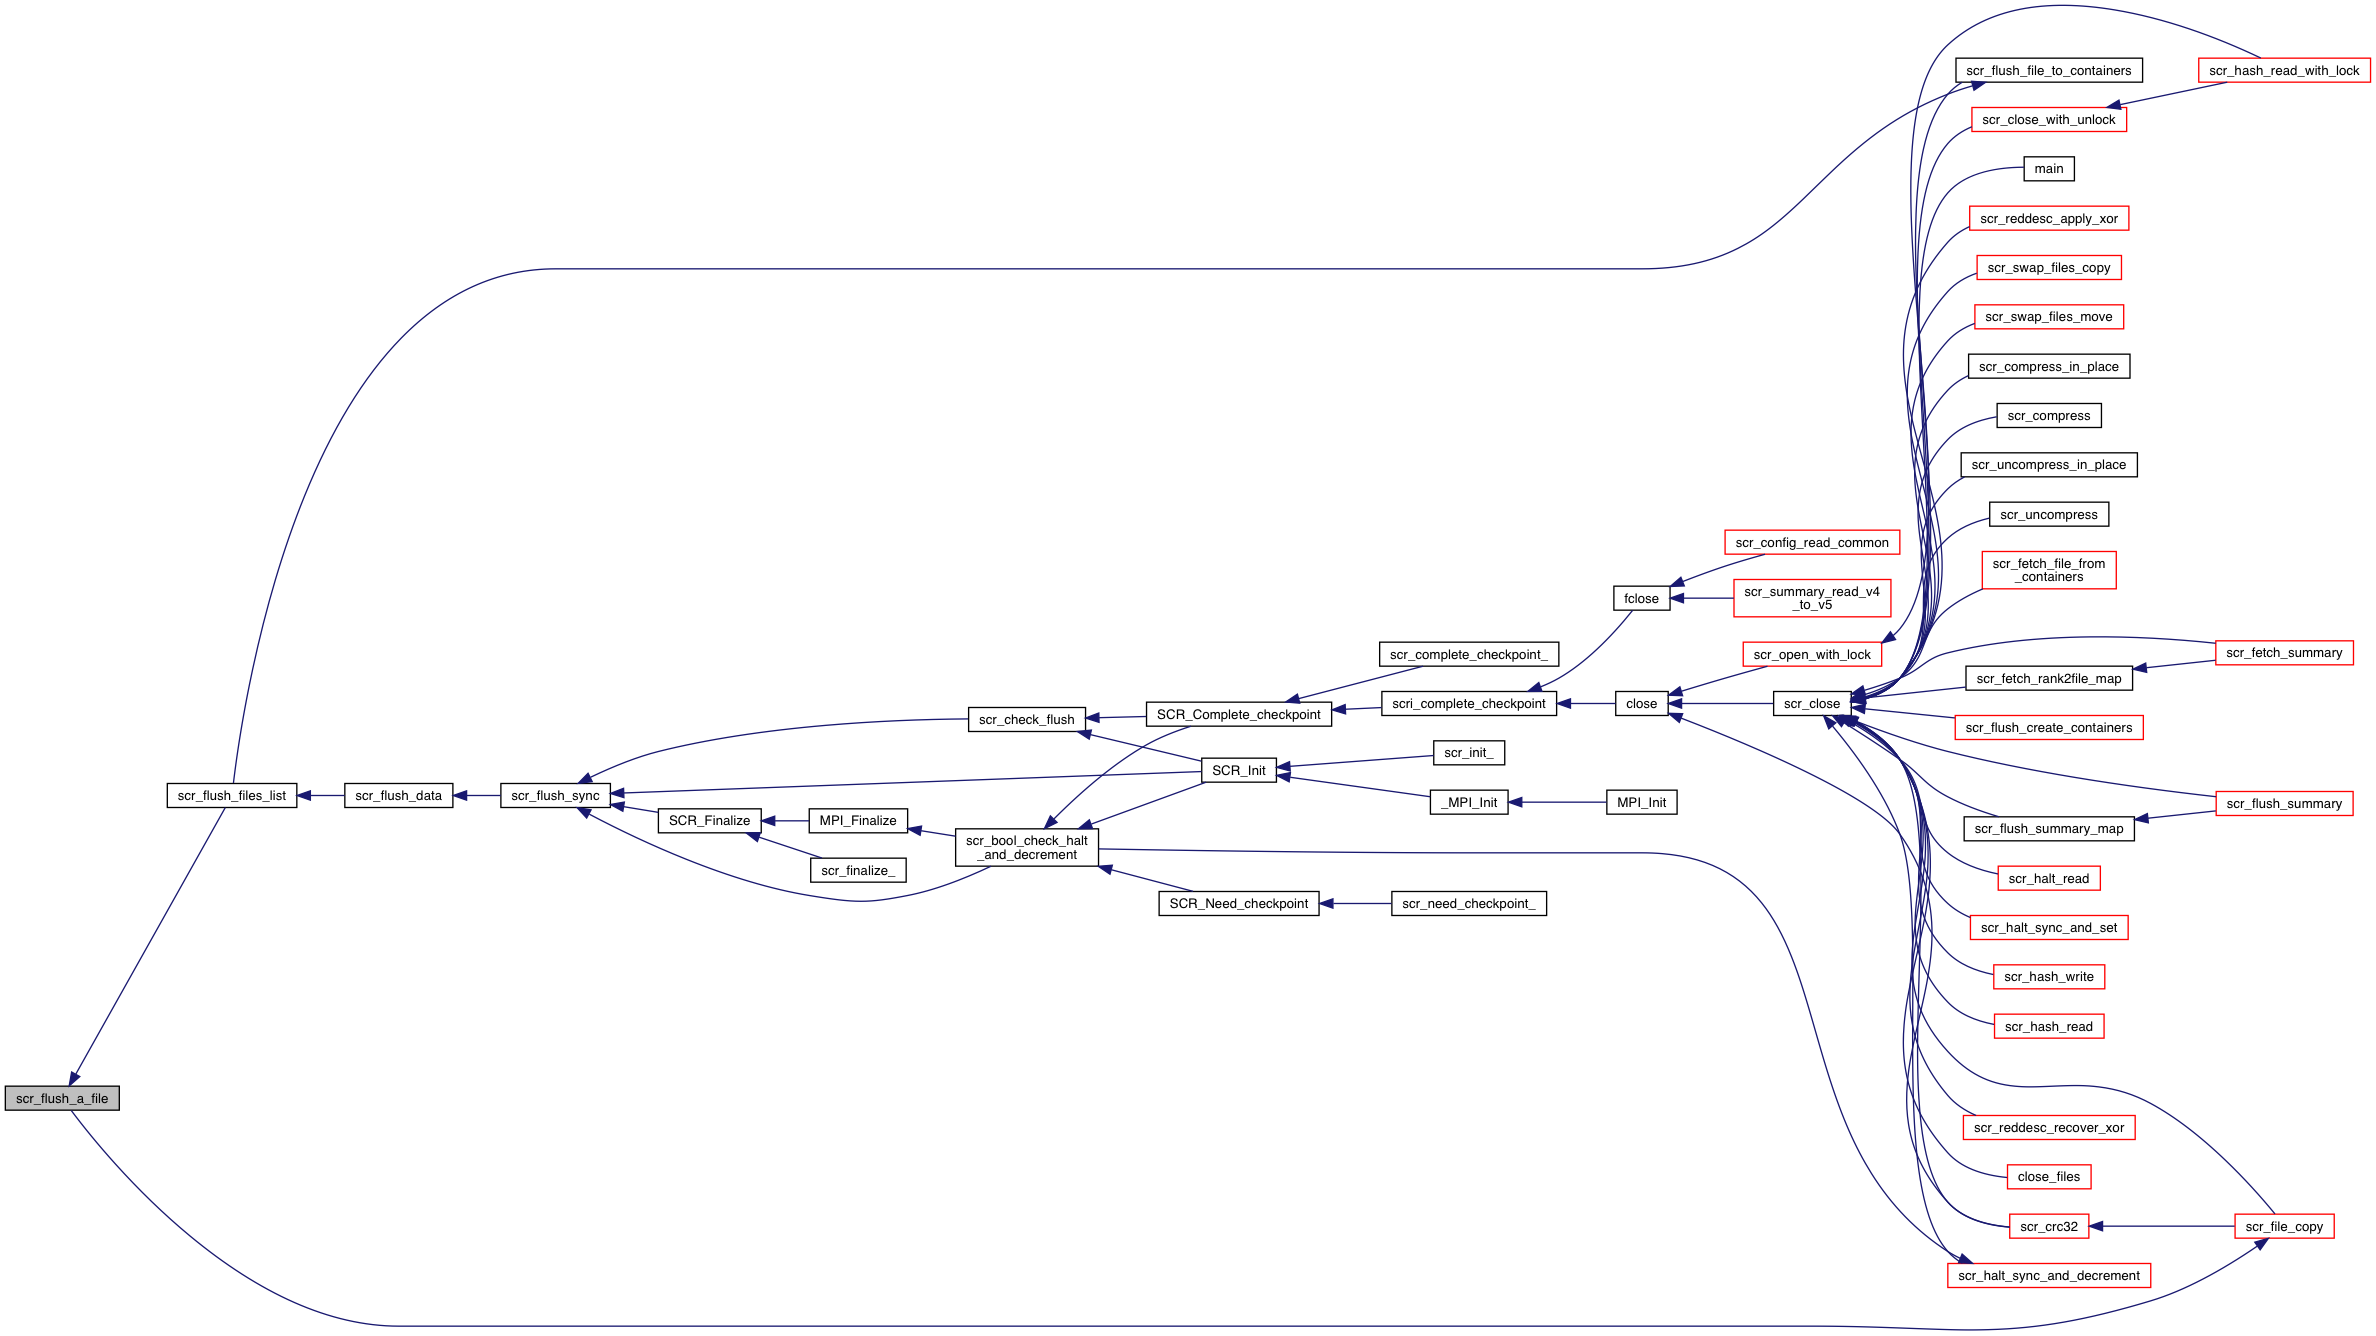 scr_flush_file_to_containers
scr_hash_read_with_lock
scr_close_with_unlock
main
scr_reddesc_apply_xor
scr_swap_files_copy
scr_swap_files_move
scr_compress_in_place
scr_compress
scr_uncompress_in_place
scr_uncompress
scr_config_read_common
scr_fetch_file_from
_containers
fclose
scr_summary_read_v4
_to_v5
scr_complete_checkpoint_
scr_open_with_lock
scr_fetch_summary
scr_fetch_rank2file_map
scr_check_flush
SCR_Complete_checkpoint
scri_complete_checkpoint
close
scr_close
scr_flush_create_containers
scr_init_
SCR_Init
scr_flush_files_list
scr_flush_data
scr_flush_sync
_MPI_Init
MPI_Init
scr_flush_summary
SCR_Finalize
MPI_Finalize
scr_flush_summary_map
scr_bool_check_halt
_and_decrement
scr_finalize_
scr_halt_read
SCR_Need_checkpoint
scr_need_checkpoint_
scr_halt_sync_and_set
scr_hash_write
scr_hash_read
scr_flush_a_file
scr_reddesc_recover_xor
close_files
scr_crc32
scr_file_copy
scr_halt_sync_and_decrement